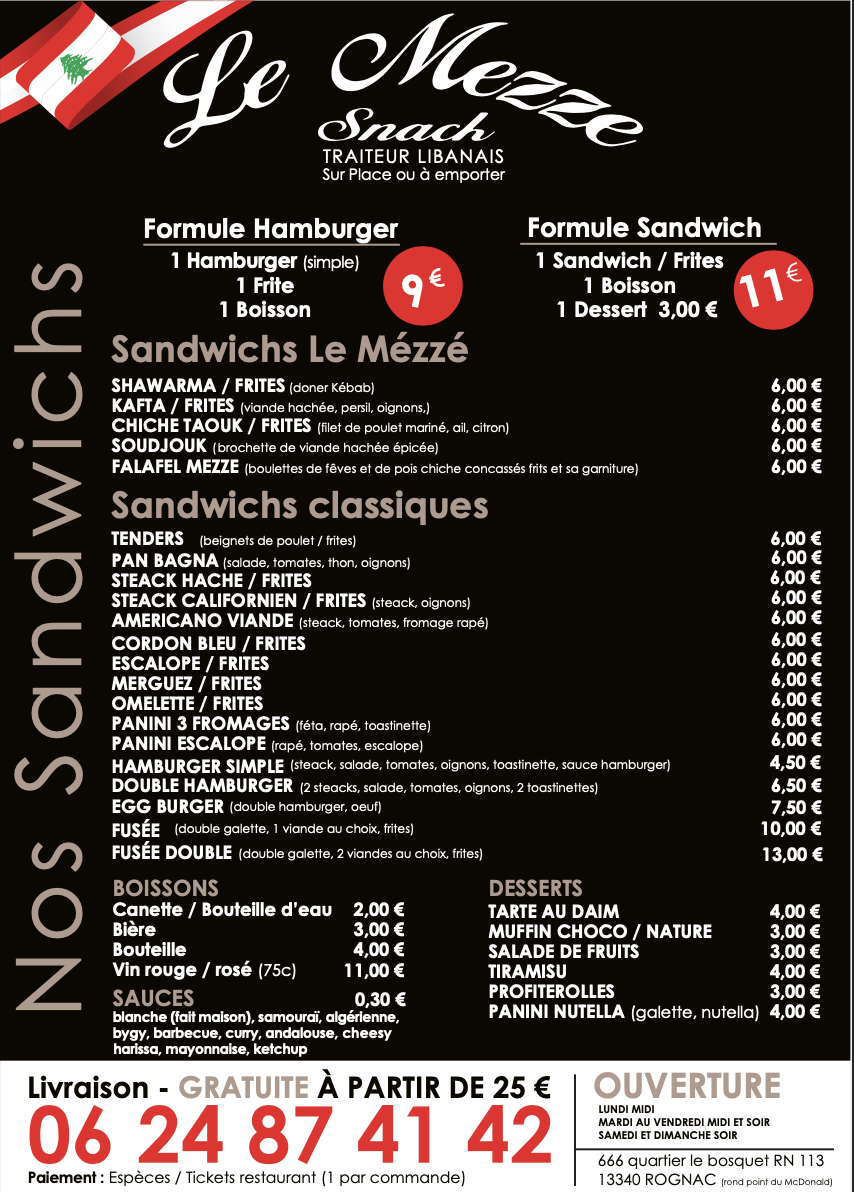 Le Mezze
Snack
TRAITEUR LIBANAIS
Sur Place ou à emporter
Formule Hamburger
1 Hamburger (simple)
1 Frite
1 Boisson
9€
Formule Sandwich
1 Sandwich / Frites
1 Boisson
1 Dessert 3,00 €
11€
Nos Sandwichs
Sandwichs Le Mézzé
SHAWARMA / FRITES (doner Kébab) 6,00 €
KAFTA / FRITES (viande hachée, persil, oignons,) 6,00 €
CHICHE TAOUK / FRITES (filet de poulet mariné, ail, citron) 6,00 €
SOUDJOUK (brochette de viande hachée épicée) 6,00 €
FALAFEL MEZZE (boulettes de fêves et de pois chiche concassés frits et sa garniture) 6,00 €
Sandwichs classiques
TENDERS (beignets de poulet / frites) 6,00 €
PAN BAGNA (salade, tomates, thon, oignons) 6,00 €
STEACK HACHE / FRITES 6,00 €
STEACK CALIFORNIEN / FRITES (steack, oignons) 6,00 €
AMERICANO VIANDE (steack, tomates, fromage rapé) 6,00 €
CORDON BLEU / FRITES 6,00 €
ESCALOPE / FRITES 6,00 €
MERGUEZ / FRITES 6,00 €
OMELETTE / FRITES 6,00 €
PANINI 3 FROMAGES (féta, rapé, toastinette) 6,00 €
PANINI ESCALOPE (rapé, tomates, escalope) 6,00 €
HAMBURGER SIMPLE (steack, salade, tomates, oignons, toastinette, sauce hamburger) 4,50 €
DOUBLE HAMBURGER (2 steacks, salade, tomates, oignons, 2 toastinettes) 6,50 €
EGG BURGER (double hamburger, oeuf) 7,50 €
FUSÉE (double galette, 1 viande au choix, frites) 10,00 €
FUSÉE DOUBLE (double galette, 2 viandes au choix, frites) 13,00 €
BOISSONS
Canette / Bouteille d'eau 2,00 €
Bière 3,00 €
Bouteille 4,00 €
Vin rouge / rosé (75c) 11,00 €
SAUCES 0,30 €
blanche (fait maison), samouraï, algérienne,
bygy, barbecue, curry, andalouse, cheesy
harissa, mayonnaise, ketchup
DESSERTS
TARTE AU DAIM 4,00 €
MUFFIN CHOCO / NATURE 3,00 €
SALADE DE FRUITS 3,00 €
TIRAMISU 4,00 €
PROFITEROLLES 3,00 €
PANINI NUTELLA (galette, nutella) 4,00 €
Livraison - GRATUITE À PARTIR DE 25 €
06 24 87 41 42
Paiement : Espèces / Tickets restaurant (1 par commande)
OUVERTURE
LUNDI MIDI
MARDI AU VENDREDI MIDI ET SOIR
SAMEDI ET DIMANCHE SOIR
666 quartier le bosquet RN 113
13340 ROGNAC (rond point du McDonald)